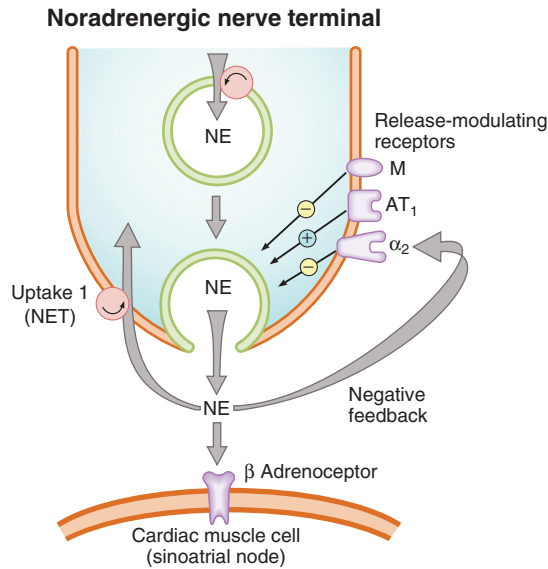 Noradrenergic nerve terminal
NE
Release-modulating
receptors
M
AT1
α2
−
+
−
NE
Uptake 1
(NET)
NE
Negative
feedback
β Adrenoceptor
Cardiac muscle cell
(sinoatrial node)